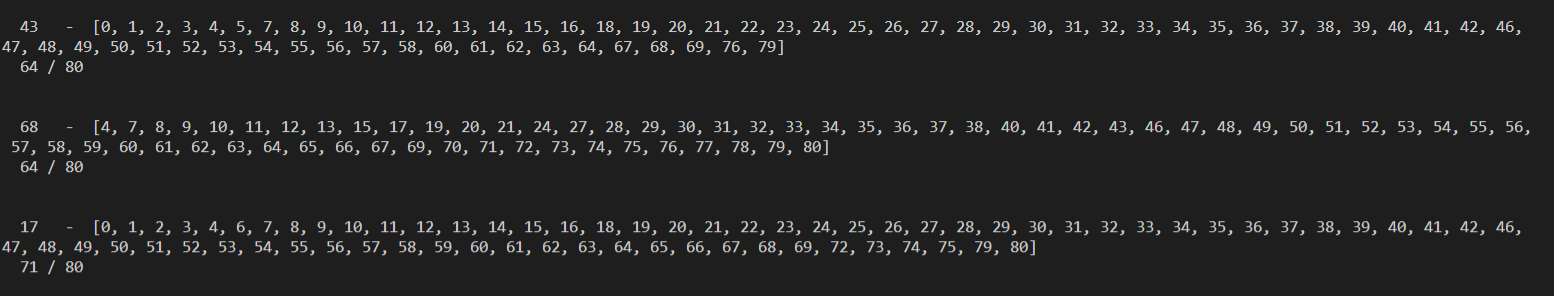 43 - [0, 1, 2, 3, 4, 5, 7, 8, 9, 10, 11, 12, 13, 14, 15, 16, 18, 19, 20, 21, 22, 23, 24, 25, 26, 27, 28, 29, 30, 31, 32, 33, 34, 35, 36, 37, 38, 39, 40, 41, 42, 46,
47, 48, 49, 50, 51, 52, 53, 54, 55, 56, 57, 58, 60, 61, 62, 63, 64, 67, 68, 69, 76, 79]
64 / 80
68 - [4, 7, 8, 9, 10, 11, 12, 13, 15, 17, 19, 20, 21, 24, 27, 28, 29, 30, 31, 32, 33, 34, 35, 36, 37, 38, 40, 41, 42, 43, 46, 47, 48, 49, 50, 51, 52, 53, 54, 55, 56,
57, 58, 59, 60, 61, 62, 63, 64, 65, 66, 67, 69, 70, 71, 72, 73, 74, 75, 76, 77, 78, 79, 80]
64 / 80
17 - [0, 1, 2, 3, 4, 6, 7, 8, 9, 10, 11, 12, 13, 14, 15, 16, 18, 19, 20, 21, 22, 23, 24, 25, 26, 27, 28, 29, 30, 31, 32, 33, 34, 35, 36, 37, 38, 39, 40, 41, 42, 46,
47, 48, 49, 50, 51, 52, 53, 54, 55, 56, 57, 58, 59, 60, 61, 62, 63, 64, 65, 66, 67, 68, 69, 72, 73, 74, 75, 79, 80]
71 / 80